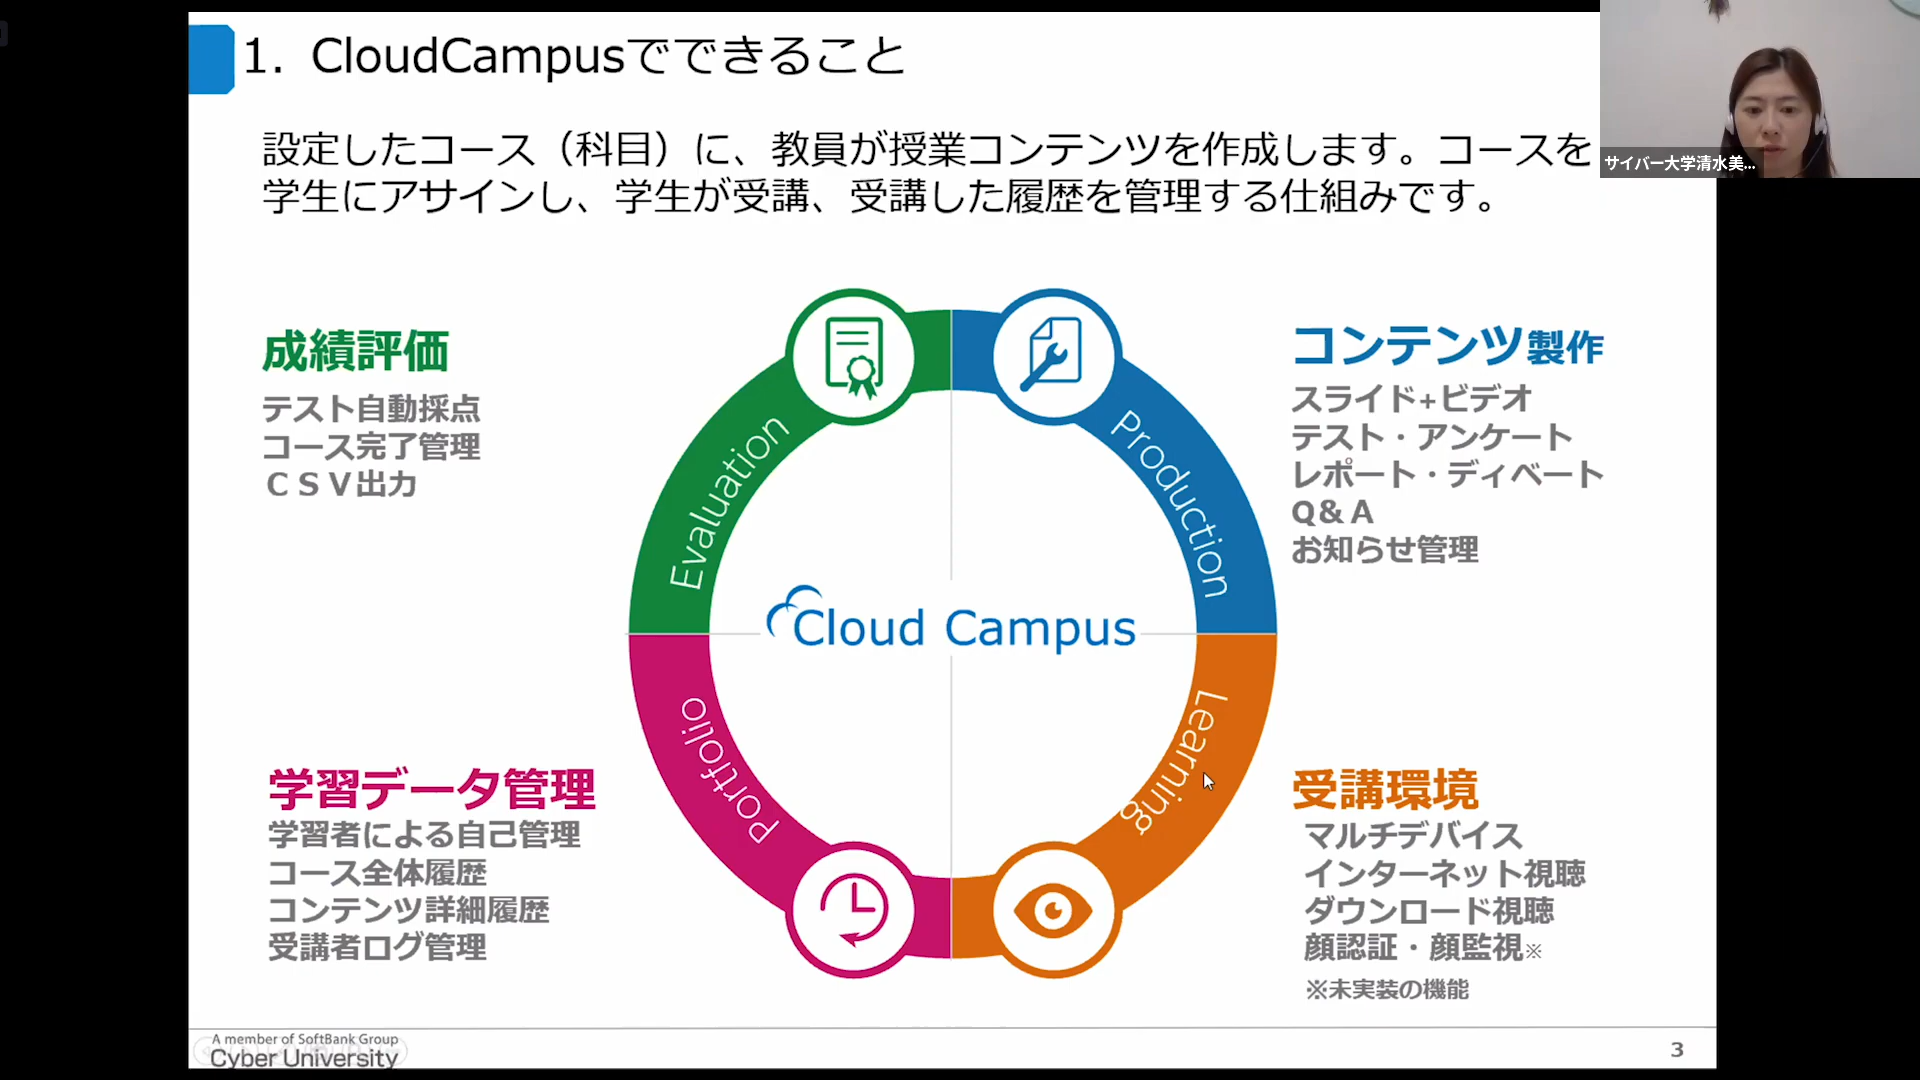 1. CloudCampusでできること
設定したコース（科目）に、教員が授業コンテンツを作成します。コースを
学生にアサインし、学生が受講、受講した履歴を管理する仕組みです。
サイバー大学清水美...
成績評価
テスト自動採点
コース完了管理
ＣＳＶ出力
コンテンツ製作
スライド+ビデオ
テスト・アンケート
レポート・ディベート
Q&A
お知らせ管理
Evaluation
Production
Cloud Campus
Portfolio
Learning
学習データ管理
学習者による自己管理
コース全体履歴
コンテンツ詳細履歴
受講者ログ管理
受講環境
マルチデバイス
インターネット視聴
ダウンロード視聴
顔認証・顔監視※
※未実装の機能
A member of SoftBank Group
Cyber University
3